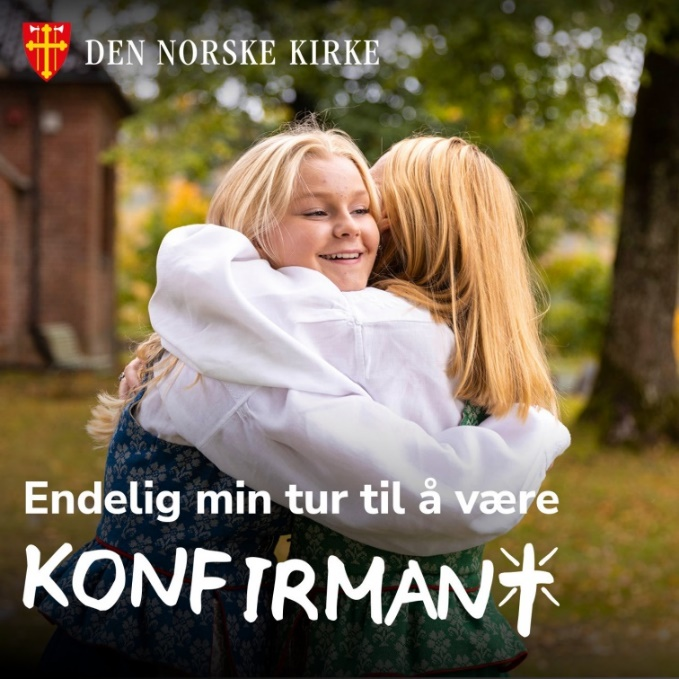 DEN NORSKE KIRKE
Endelig min tur til å være
KONFIRMANT